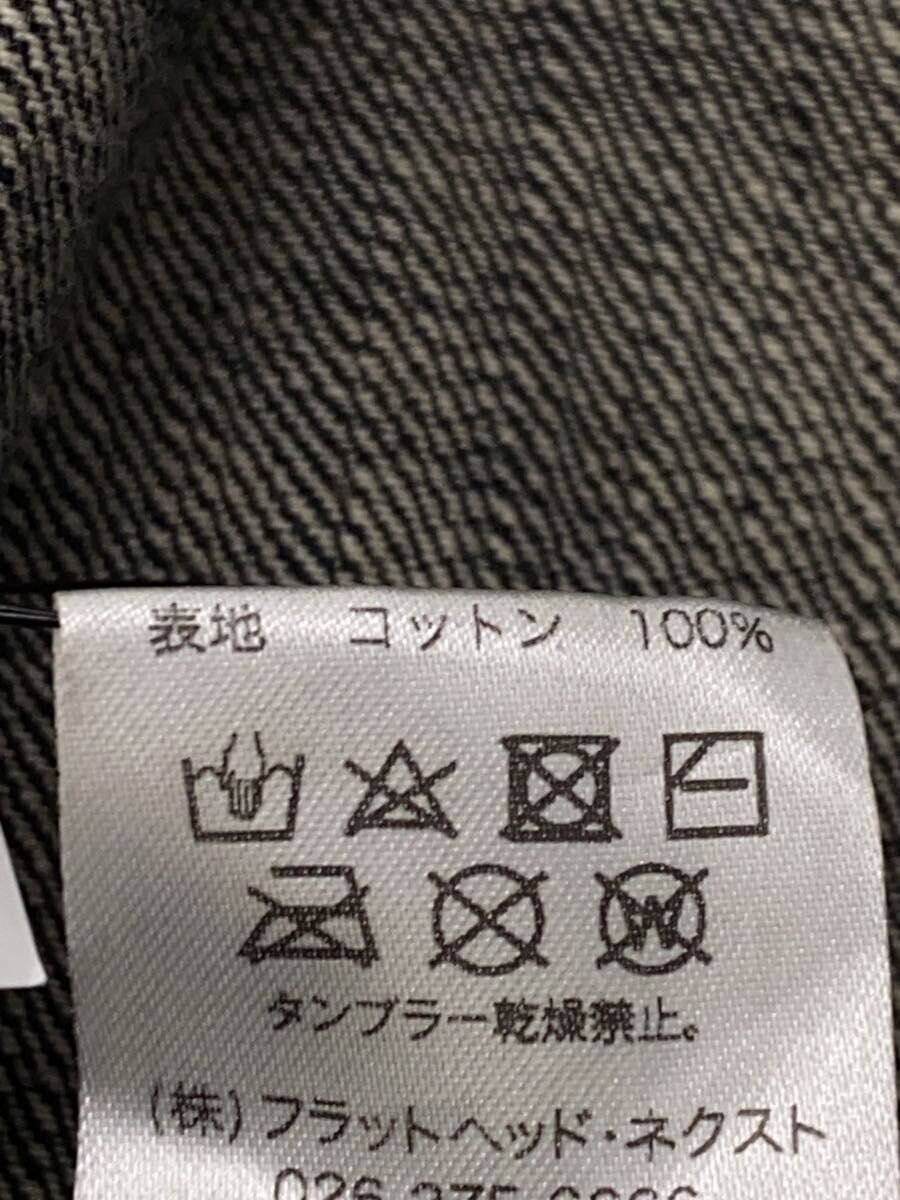 表地 コットン 100%
W
タンブラー乾燥禁止。
(株)フラットヘッド・ネクスト
026